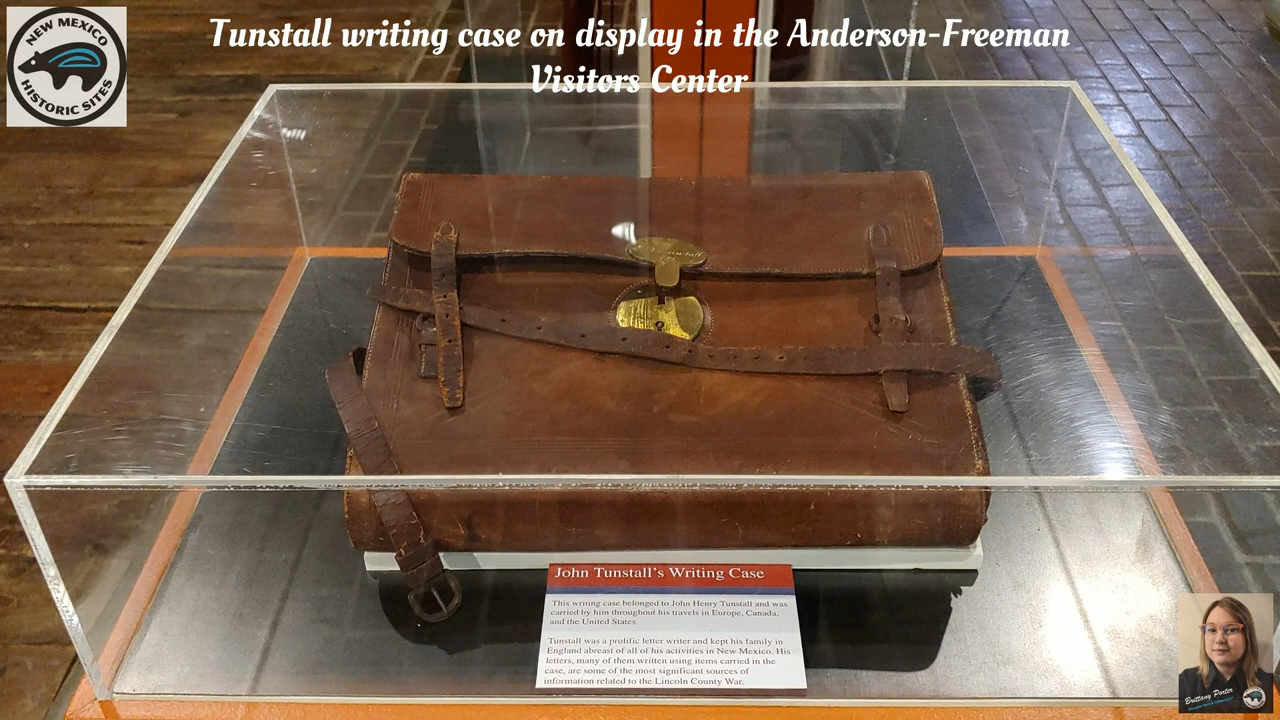 NEW MEXICO
HISTORIC SITES
Tunstall writing case on display in the Anderson-Freeman
Visitors Center
John Tunstall's Writing Case
This writing case belonged to John Henry Tunstall and was
carried by him throughout his travels in Europe, Canada,
and the United States.
Tunstall was a prolific letter writer and kept his family in
England abreast of all of his activities in New Mexico. His
letters, many of them written using items carried in the
case, are some of the most significant sources of
information related to the Lincoln County War.
Brittany Porter